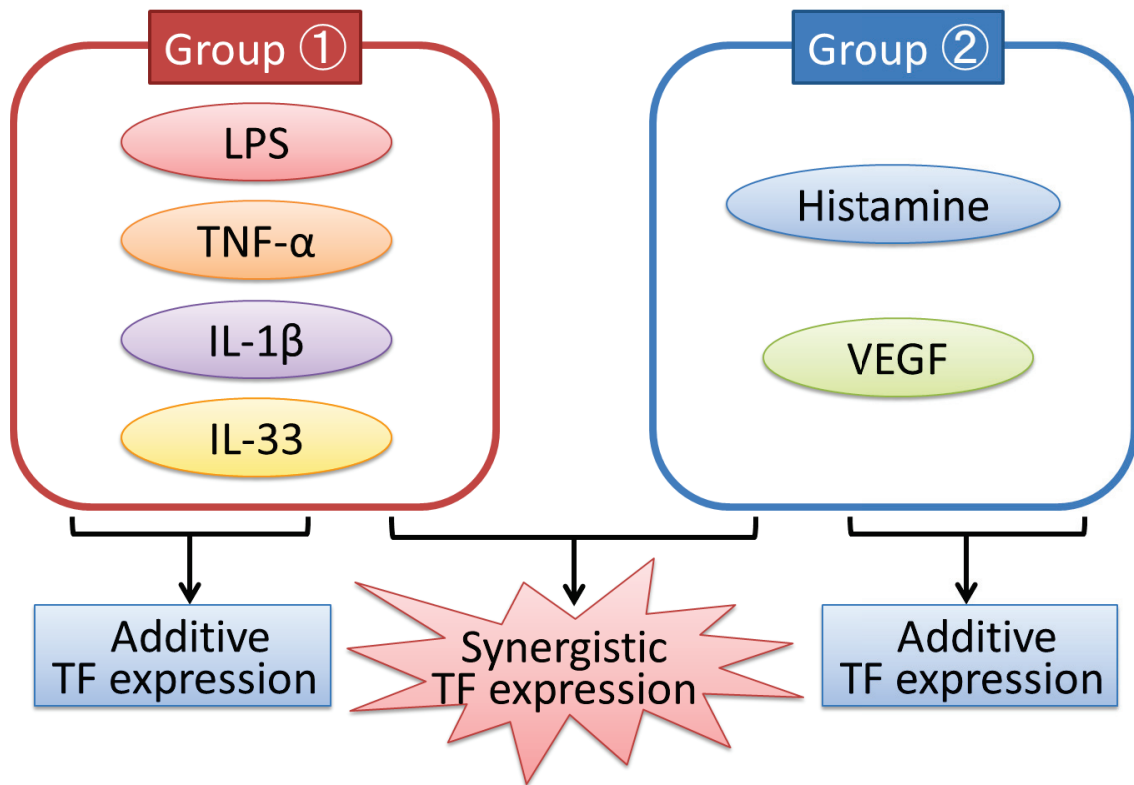 Group ①
LPS
TNF-α
IL-1β
IL-33
Group ②
Histamine
VEGF
Additive
TF expression
Synergistic
TF expression
Additive
TF expression